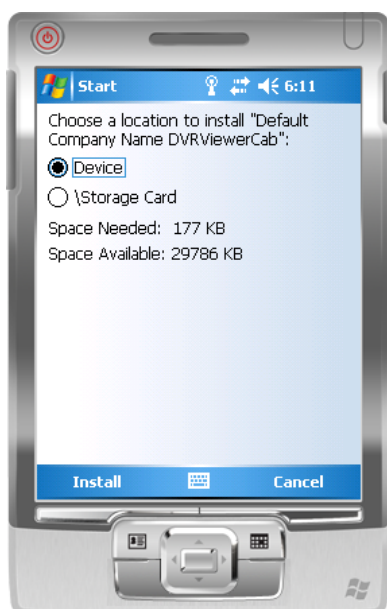 Start 6:11
Choose a location to install "Default
Company Name DVRViewerCab":
Device
\Storage Card
Space Needed: 177 KB
Space Available: 29786 KB
Install Cancel